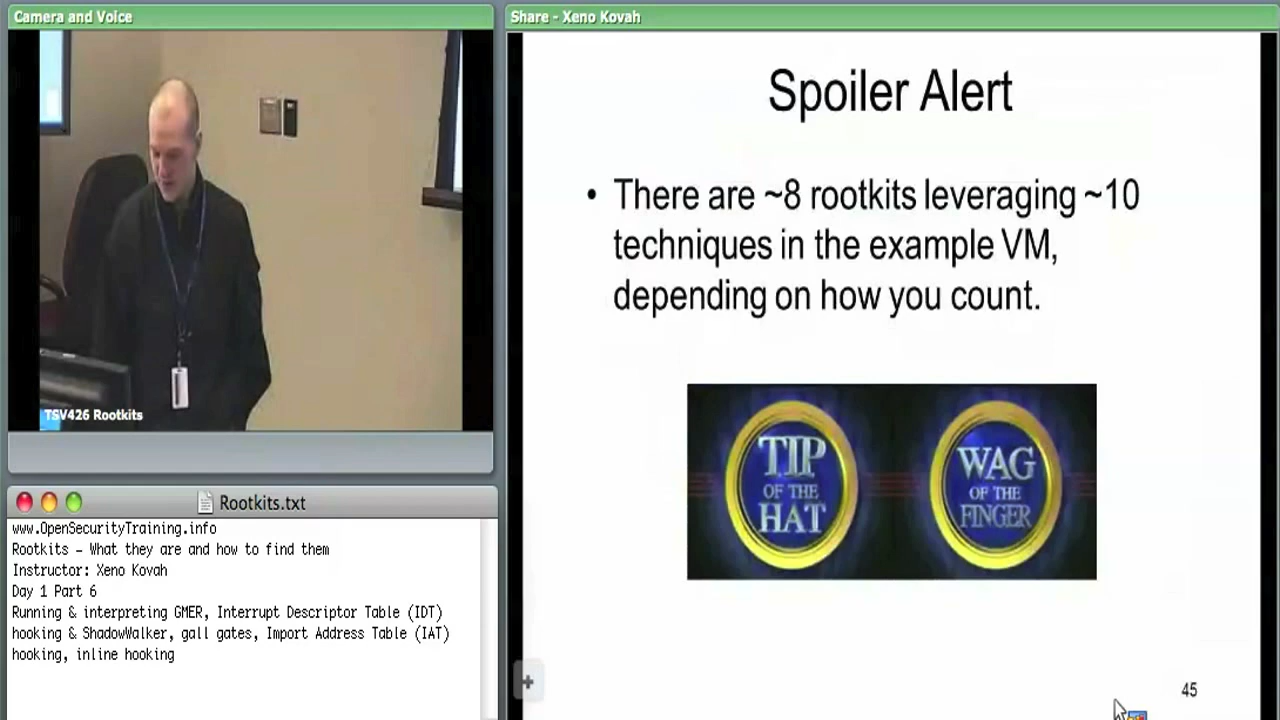 Camera and Voice
TSV426 Rootkits
Rootkits.txt
www.OpenSecurityTraining.info
Rootkits – What they are and how to find them
Instructor: Xeno Kovah
Day 1 Part 6
Running & interpreting GMER, Interrupt Descriptor Table (IDT)
hooking & ShadowWalker, gall gates, Import Address Table (IAT)
hooking, inline hooking
Share - Xeno Kovah
Spoiler Alert
• There are ~8 rootkits leveraging ~10
techniques in the example VM,
depending on how you count.
TIP
OF THE
HAT
WAG
OF THE
FINGER
45